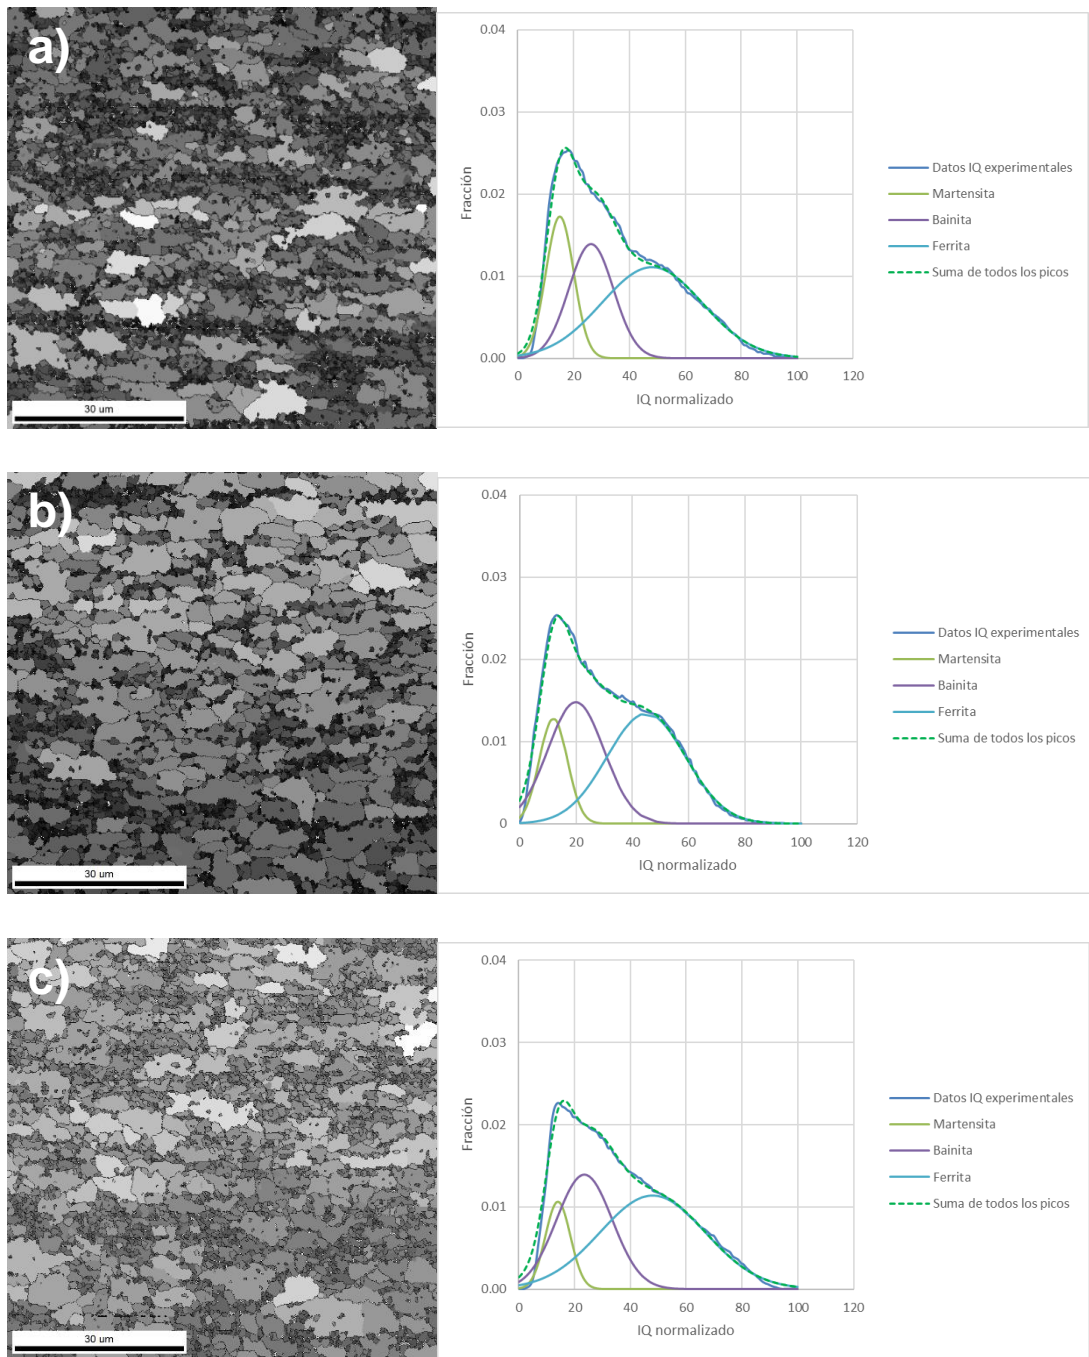 a)
30 um
0.04
0.03
0.02
0.01
0.00
Fracción
0 20 40 60 80 100 120
IQ normalizado
Datos IQ experimentales
Martensita
Bainita
Ferrita
Suma de todos los picos
b)
30 um
0.04
0.03
0.02
0.01
0
Fracción
0 20 40 60 80 100 120
IQ normalizado
Datos IQ experimentales
Martensita
Bainita
Ferrita
Suma de todos los picos
c)
30 um
0.04
0.03
0.02
0.01
0.00
Fracción
0 20 40 60 80 100 120
IQ normalizado
Datos IQ experimentales
Martensita
Bainita
Ferrita
Suma de todos los picos